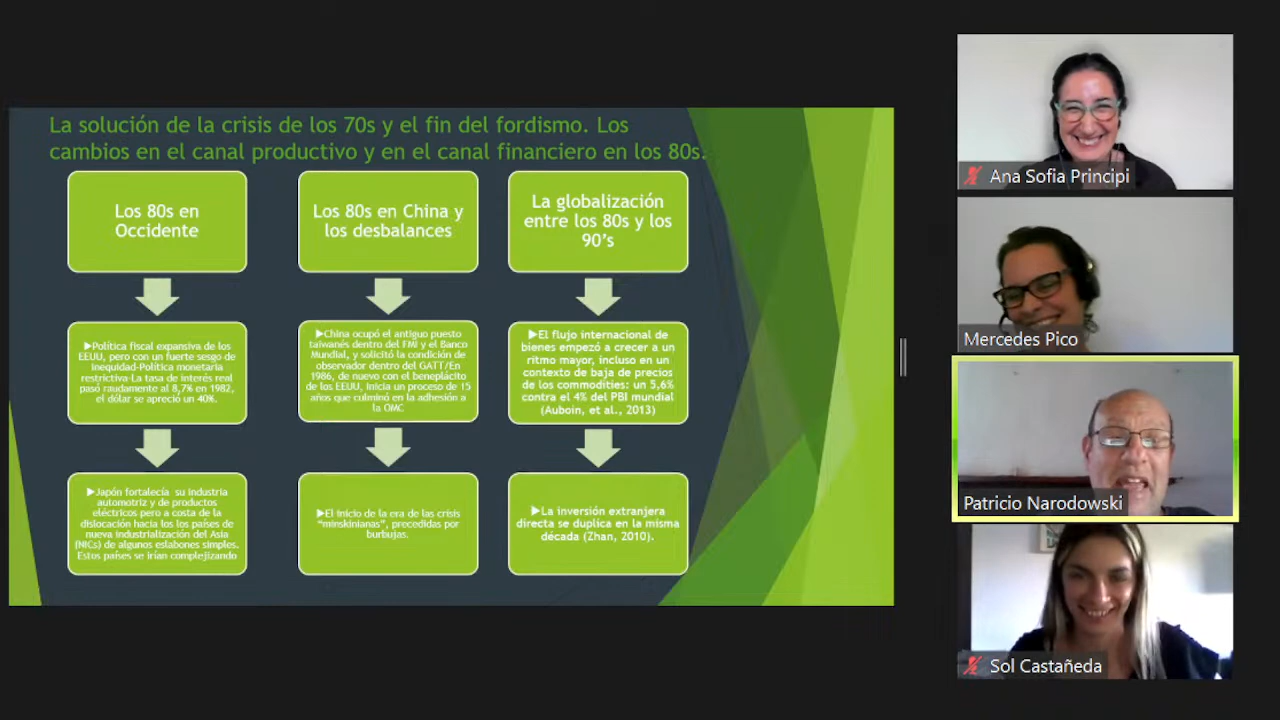 La solución de la crisis de los 70s y el fin del fordismo. Los
cambios en el canal productivo y en el canal financiero en los 80s.
Los 80s en
Occidente
▶Política fiscal expansiva de los
EEUU, pero con un fuerte sesgo de
inequidad-Política monetaria
restrictiva-La tasa de interés real
pasó raudamente al 8,7% en 1982,
el dólar se apreció un 40%.
▶Japón fortalecía su industria
automotriz y de productos
eléctricos pero a costa de la
dislocación hacia los los países de
nueva industrialización del Asia
(NICs) de algunos eslabones simples.
Estos países se irían complejizando
Los 80s en China y
los desbalances
▶China ocupó el antiguo puesto
taiwanés dentro del FMI y el Banco
Mundial, y solicitó la condición de
observador dentro del GATT/En
1986, de nuevo con el beneplácito
de los EEUU, inicia un proceso de 15
años que culminó en la adhesión a
la OMC
▶El inicio de la era de las crisis
"minskinianas", precedidas por
burbujas.
La globalización
entre los 80s y los
90's
▶El flujo internacional de
bienes empezó a crecer a un
ritmo mayor, incluso en un
contexto de baja de precios
de los commodities: un 5,6%
contra el 4% del PBI mundial
(Auboin, et al., 2013)
▶La inversión extranjera
directa se duplica en la misma
década (Zhan, 2010).
Ana Sofia Principi
Mercedes Pico
Patricio Narodowski
Sol Castañeda